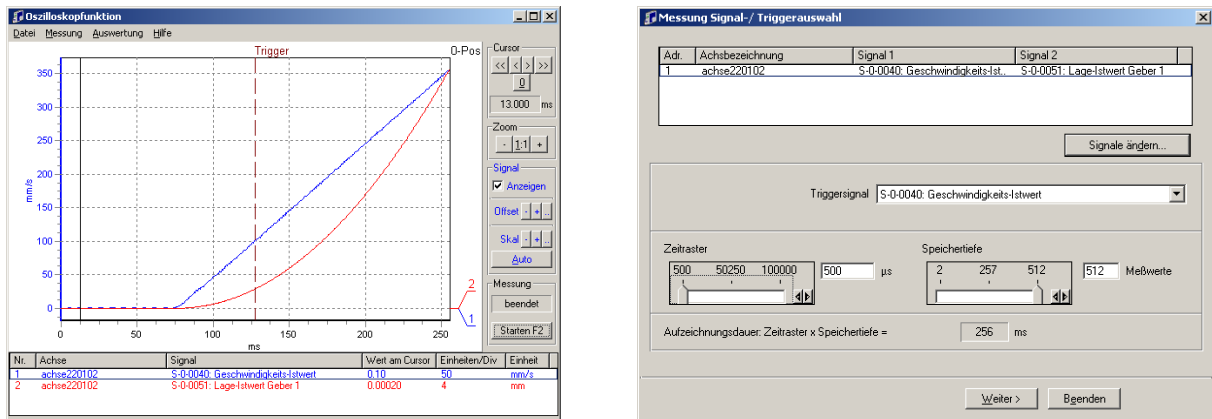 Oszilloskopfunktion
Datei Messung Auswertung Hilfe
Trigger
0-Pos
mm/s
350
300
250
200
150
100
50
0
0 50 100 150 200 250
ms
2
1
Cursor
<< < > >>
0
13.000 ms
Zoom
- 1:1 +
Signal
Anzeigen
Offset - + ..
Skal - + ..
Auto
Messung
beendet
Starten F2
Nr. Achse Signal Wert am Cursor Einheiten/Div Einheit
1 achse220102 S-0-0040: Geschwindigkeits-Istwert 0.10 50 mm/s
2 achse220102 S-0-0051: Lage-Istwert Geber 1 0.00020 4 mm
Messung Signal-/ Triggerauswahl
Adr. Achsbezeichnung Signal 1 Signal 2
1 achse220102 S-0-0040: Geschwindigkeits-Ist.. S-0-0051: Lage-Istwert Geber 1
Signale ändern...
Triggersignal S-0-0040: Geschwindigkeits-Istwert
Zeitraster
500 50250 100000
500 µs
Speichertiefe
2 257 512
512 Meßwerte
Aufzeichnungsdauer: Zeitraster x Speichertiefe = 256 ms
Weiter > Beenden